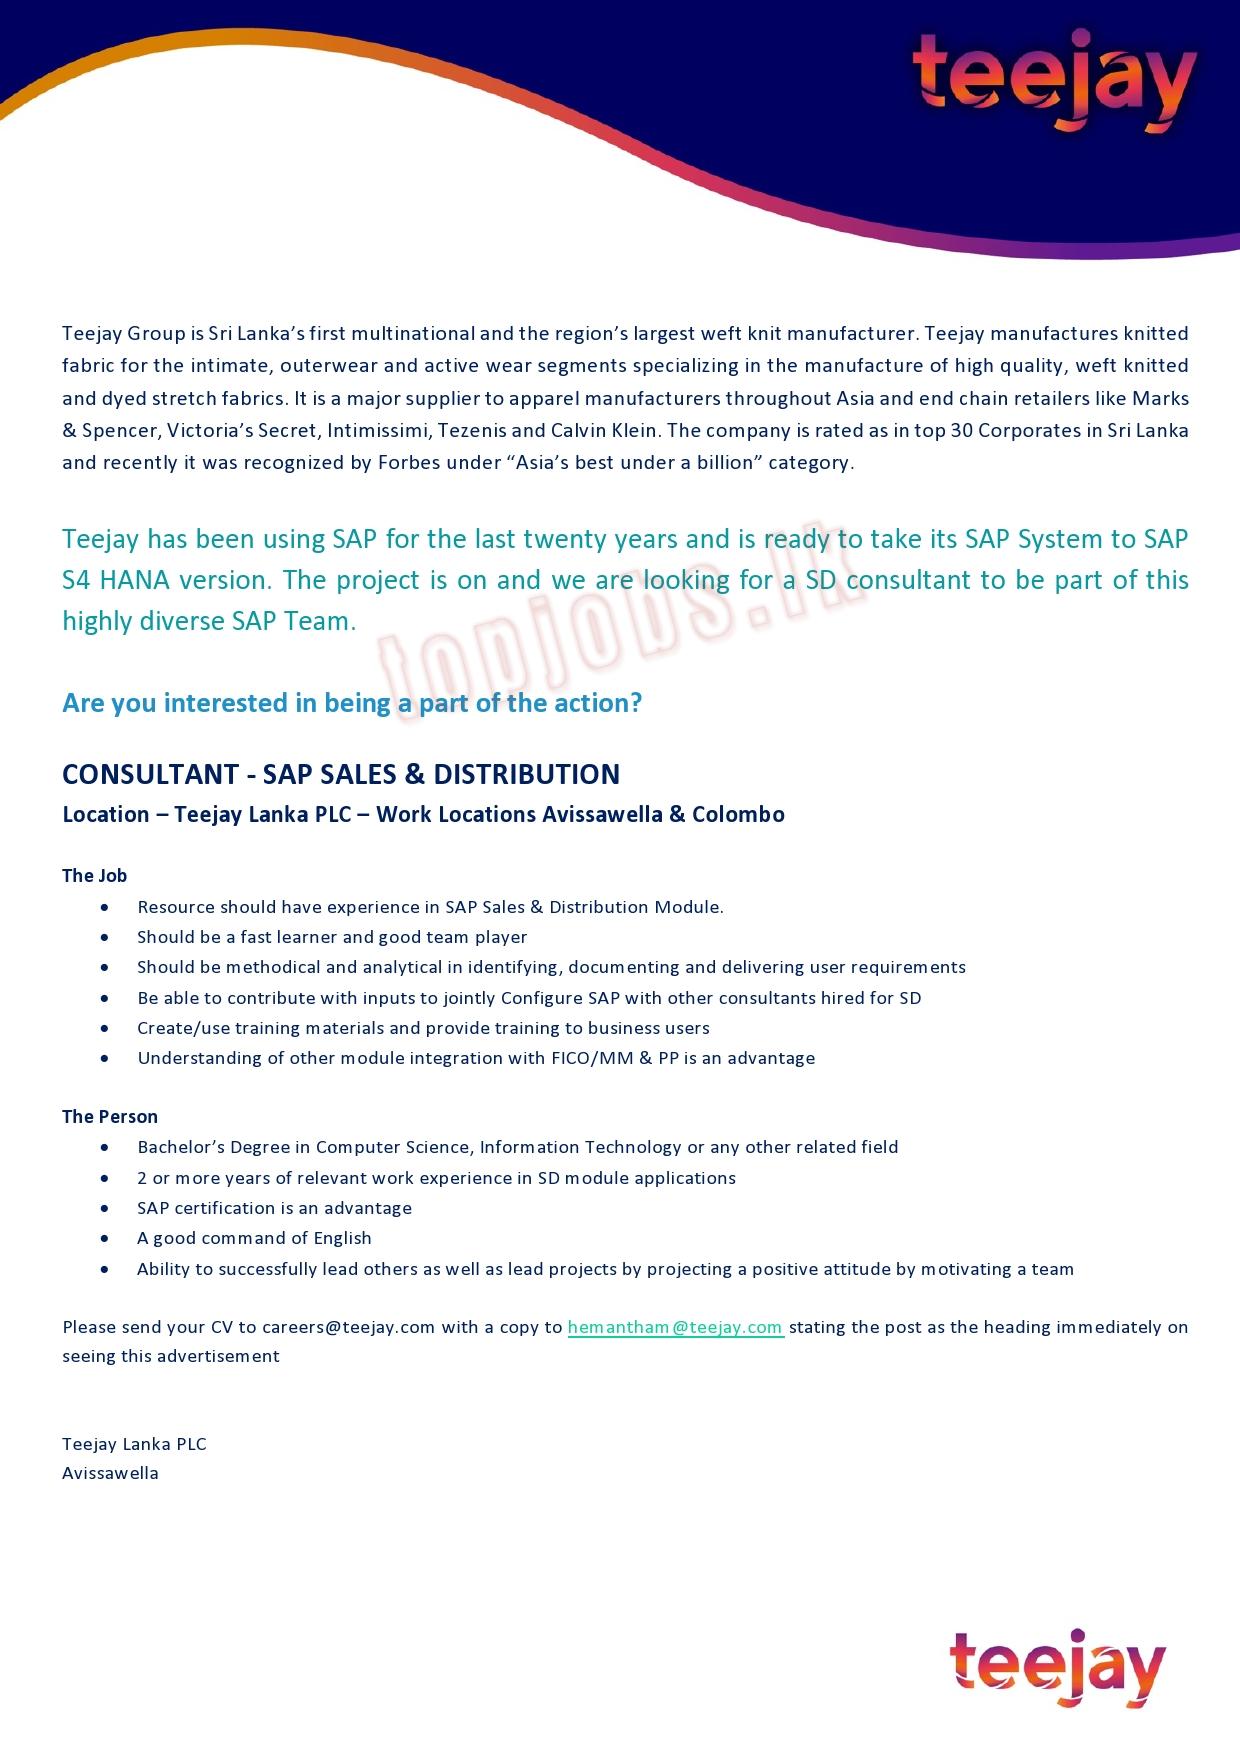 teejay
Teejay Group is Sri Lanka’s first multinational and the region’s largest weft knit manufacturer. Teejay manufactures knitted
fabric for the intimate, outerwear and active wear segments specializing in the manufacture of high quality, weft knitted
and dyed stretch fabrics. It is a major supplier to apparel manufacturers throughout Asia and end chain retailers like Marks
& Spencer, Victoria’s Secret, Intimissimi, Tezenis and Calvin Klein. The company is rated as in top 30 Corporates in Sri Lanka
and recently it was recognized by Forbes under “Asia’s best under a billion” category.
Teejay has been using SAP for the last twenty years and is ready to take its SAP System to SAP
S4 HANA version. The project is on and we are looking for a SD consultant to be part of this
highly diverse SAP Team.
topjobs.lk
Are you interested in being a part of the action?
CONSULTANT - SAP SALES & DISTRIBUTION
Location – Teejay Lanka PLC – Work Locations Avissawella & Colombo
The Job
• Resource should have experience in SAP Sales & Distribution Module.
• Should be a fast learner and good team player
• Should be methodical and analytical in identifying, documenting and delivering user requirements
• Be able to contribute with inputs to jointly Configure SAP with other consultants hired for SD
• Create/use training materials and provide training to business users
• Understanding of other module integration with FICO/MM & PP is an advantage
The Person
• Bachelor’s Degree in Computer Science, Information Technology or any other related field
• 2 or more years of relevant work experience in SD module applications
• SAP certification is an advantage
• A good command of English
• Ability to successfully lead others as well as lead projects by projecting a positive attitude by motivating a team
Please send your CV to careers@teejay.com with a copy to hemantham@teejay.com stating the post as the heading immediately on
seeing this advertisement
Teejay Lanka PLC
Avissawella
teejay